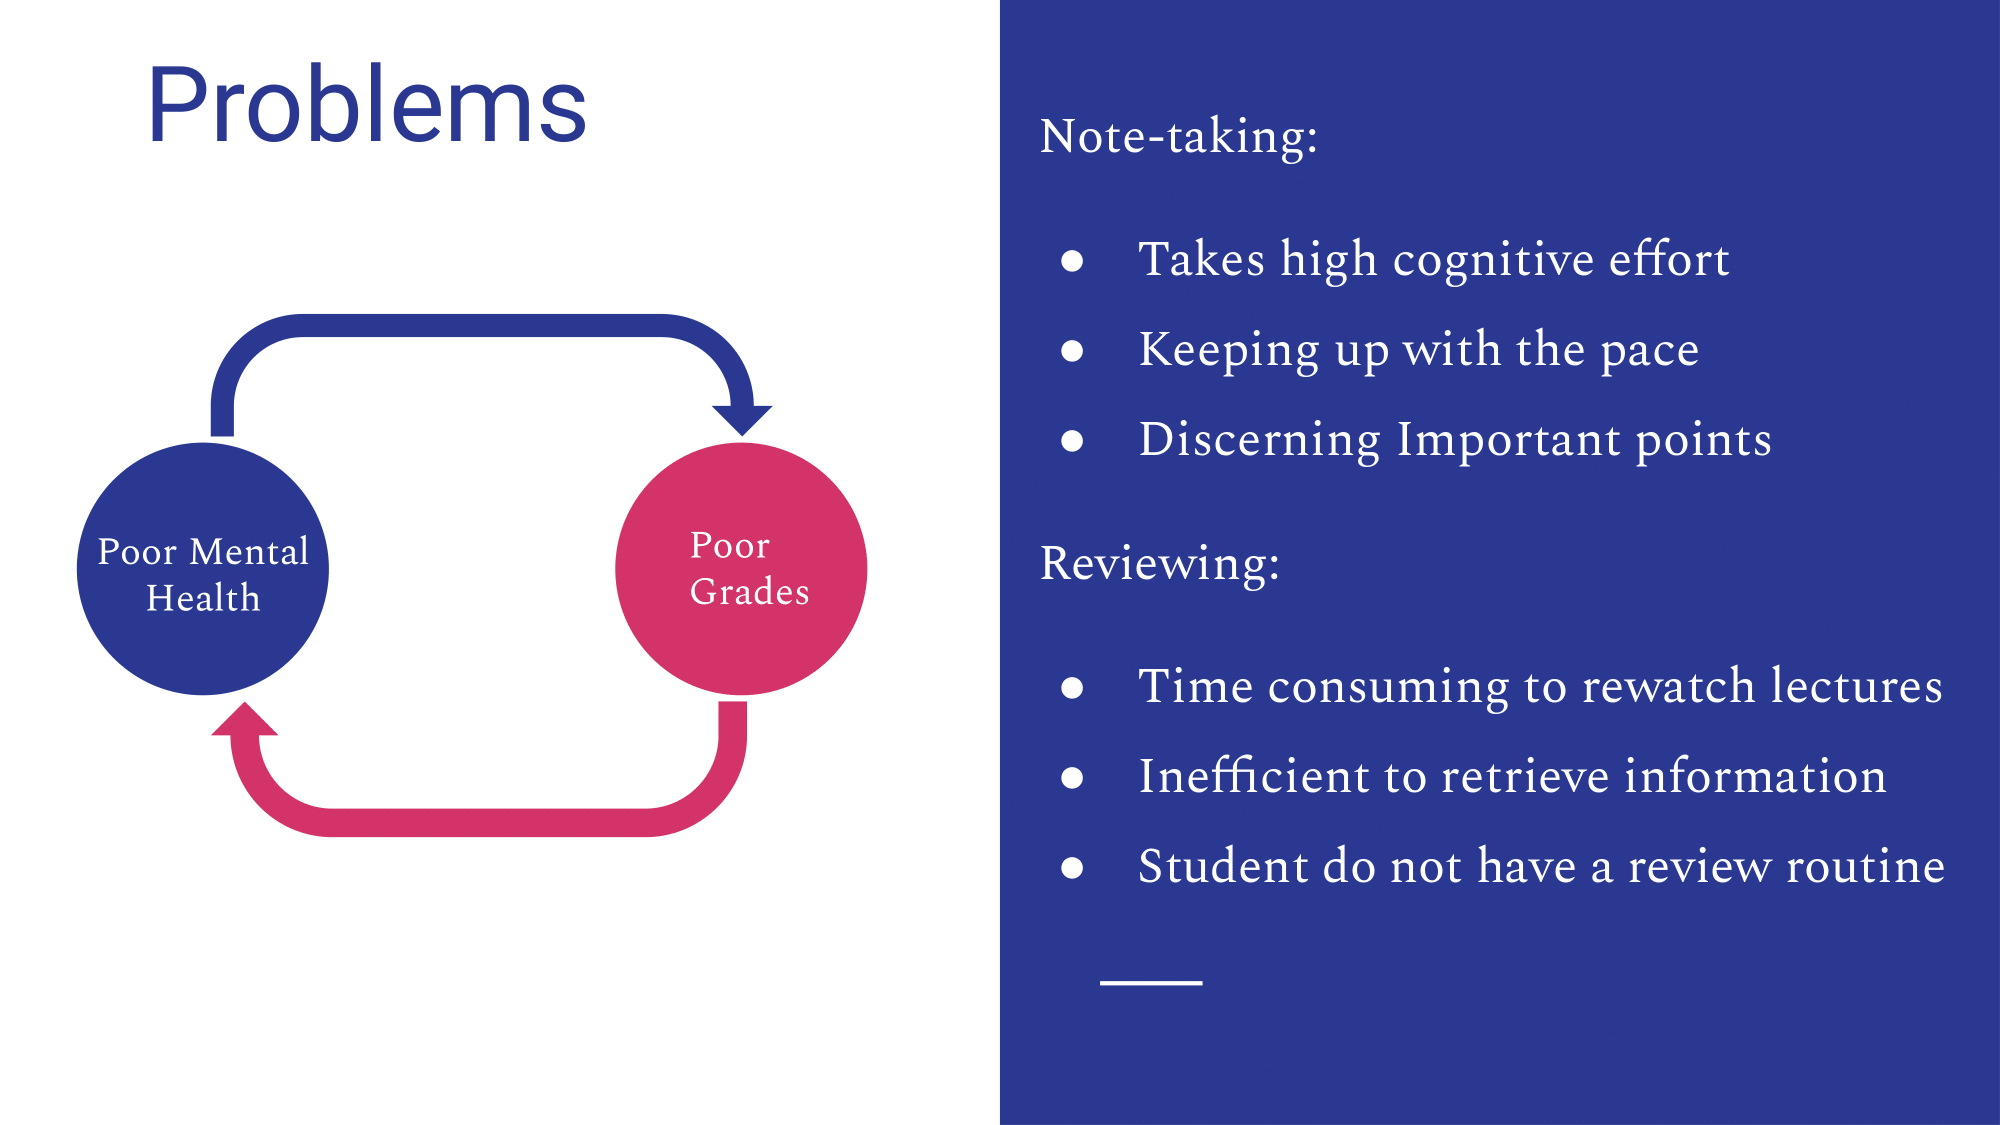 Problems
Poor Mental
Health
Poor
Grades
Note-taking:
● Takes high cognitive effort
● Keeping up with the pace
● Discerning Important points
Reviewing:
● Time consuming to rewatch lectures
● Inefficient to retrieve information
● Student do not have a review routine